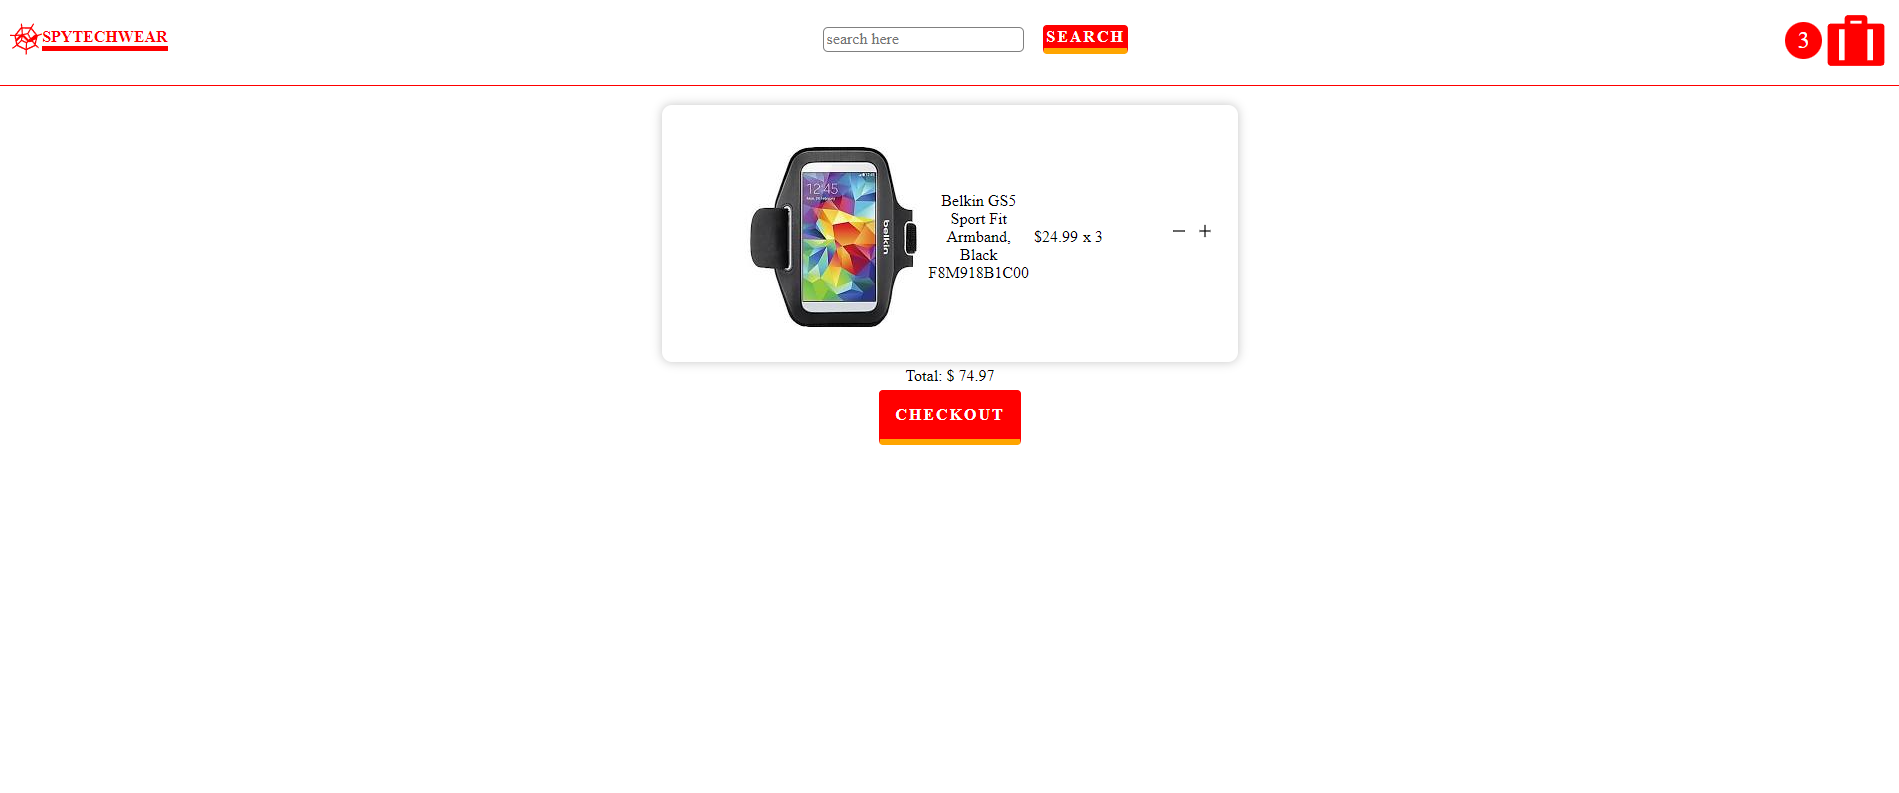 SPYTECHWEAR
search here
SEARCH
3
12:45
belkin
Belkin GS5
Sport Fit
Armband,
Black
F8M918B1C00
$24.99 x 3
Total: $ 74.97
CHECKOUT